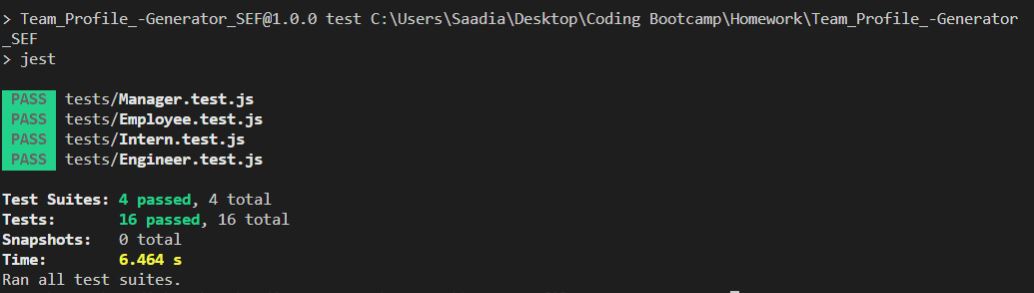 > Team_Profile_-Generator_SEF@1.0.0 test C:\Users\Saadia\Desktop\Coding Bootcamp\Homework\Team_Profile_-Generator
_SEF
> jest
PASS tests/Manager.test.js
PASS tests/Employee.test.js
PASS tests/Intern.test.js
PASS tests/Engineer.test.js
Test Suites: 4 passed, 4 total
Tests: 16 passed, 16 total
Snapshots: 0 total
Time: 6.464 s
Ran all test suites.